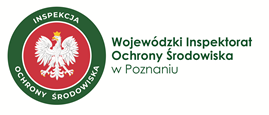 INSPEKCJA
OCHRONY ŚRODOWISKA
Wojewódzki Inspektorat
Ochrony Środowiska
w Poznaniu